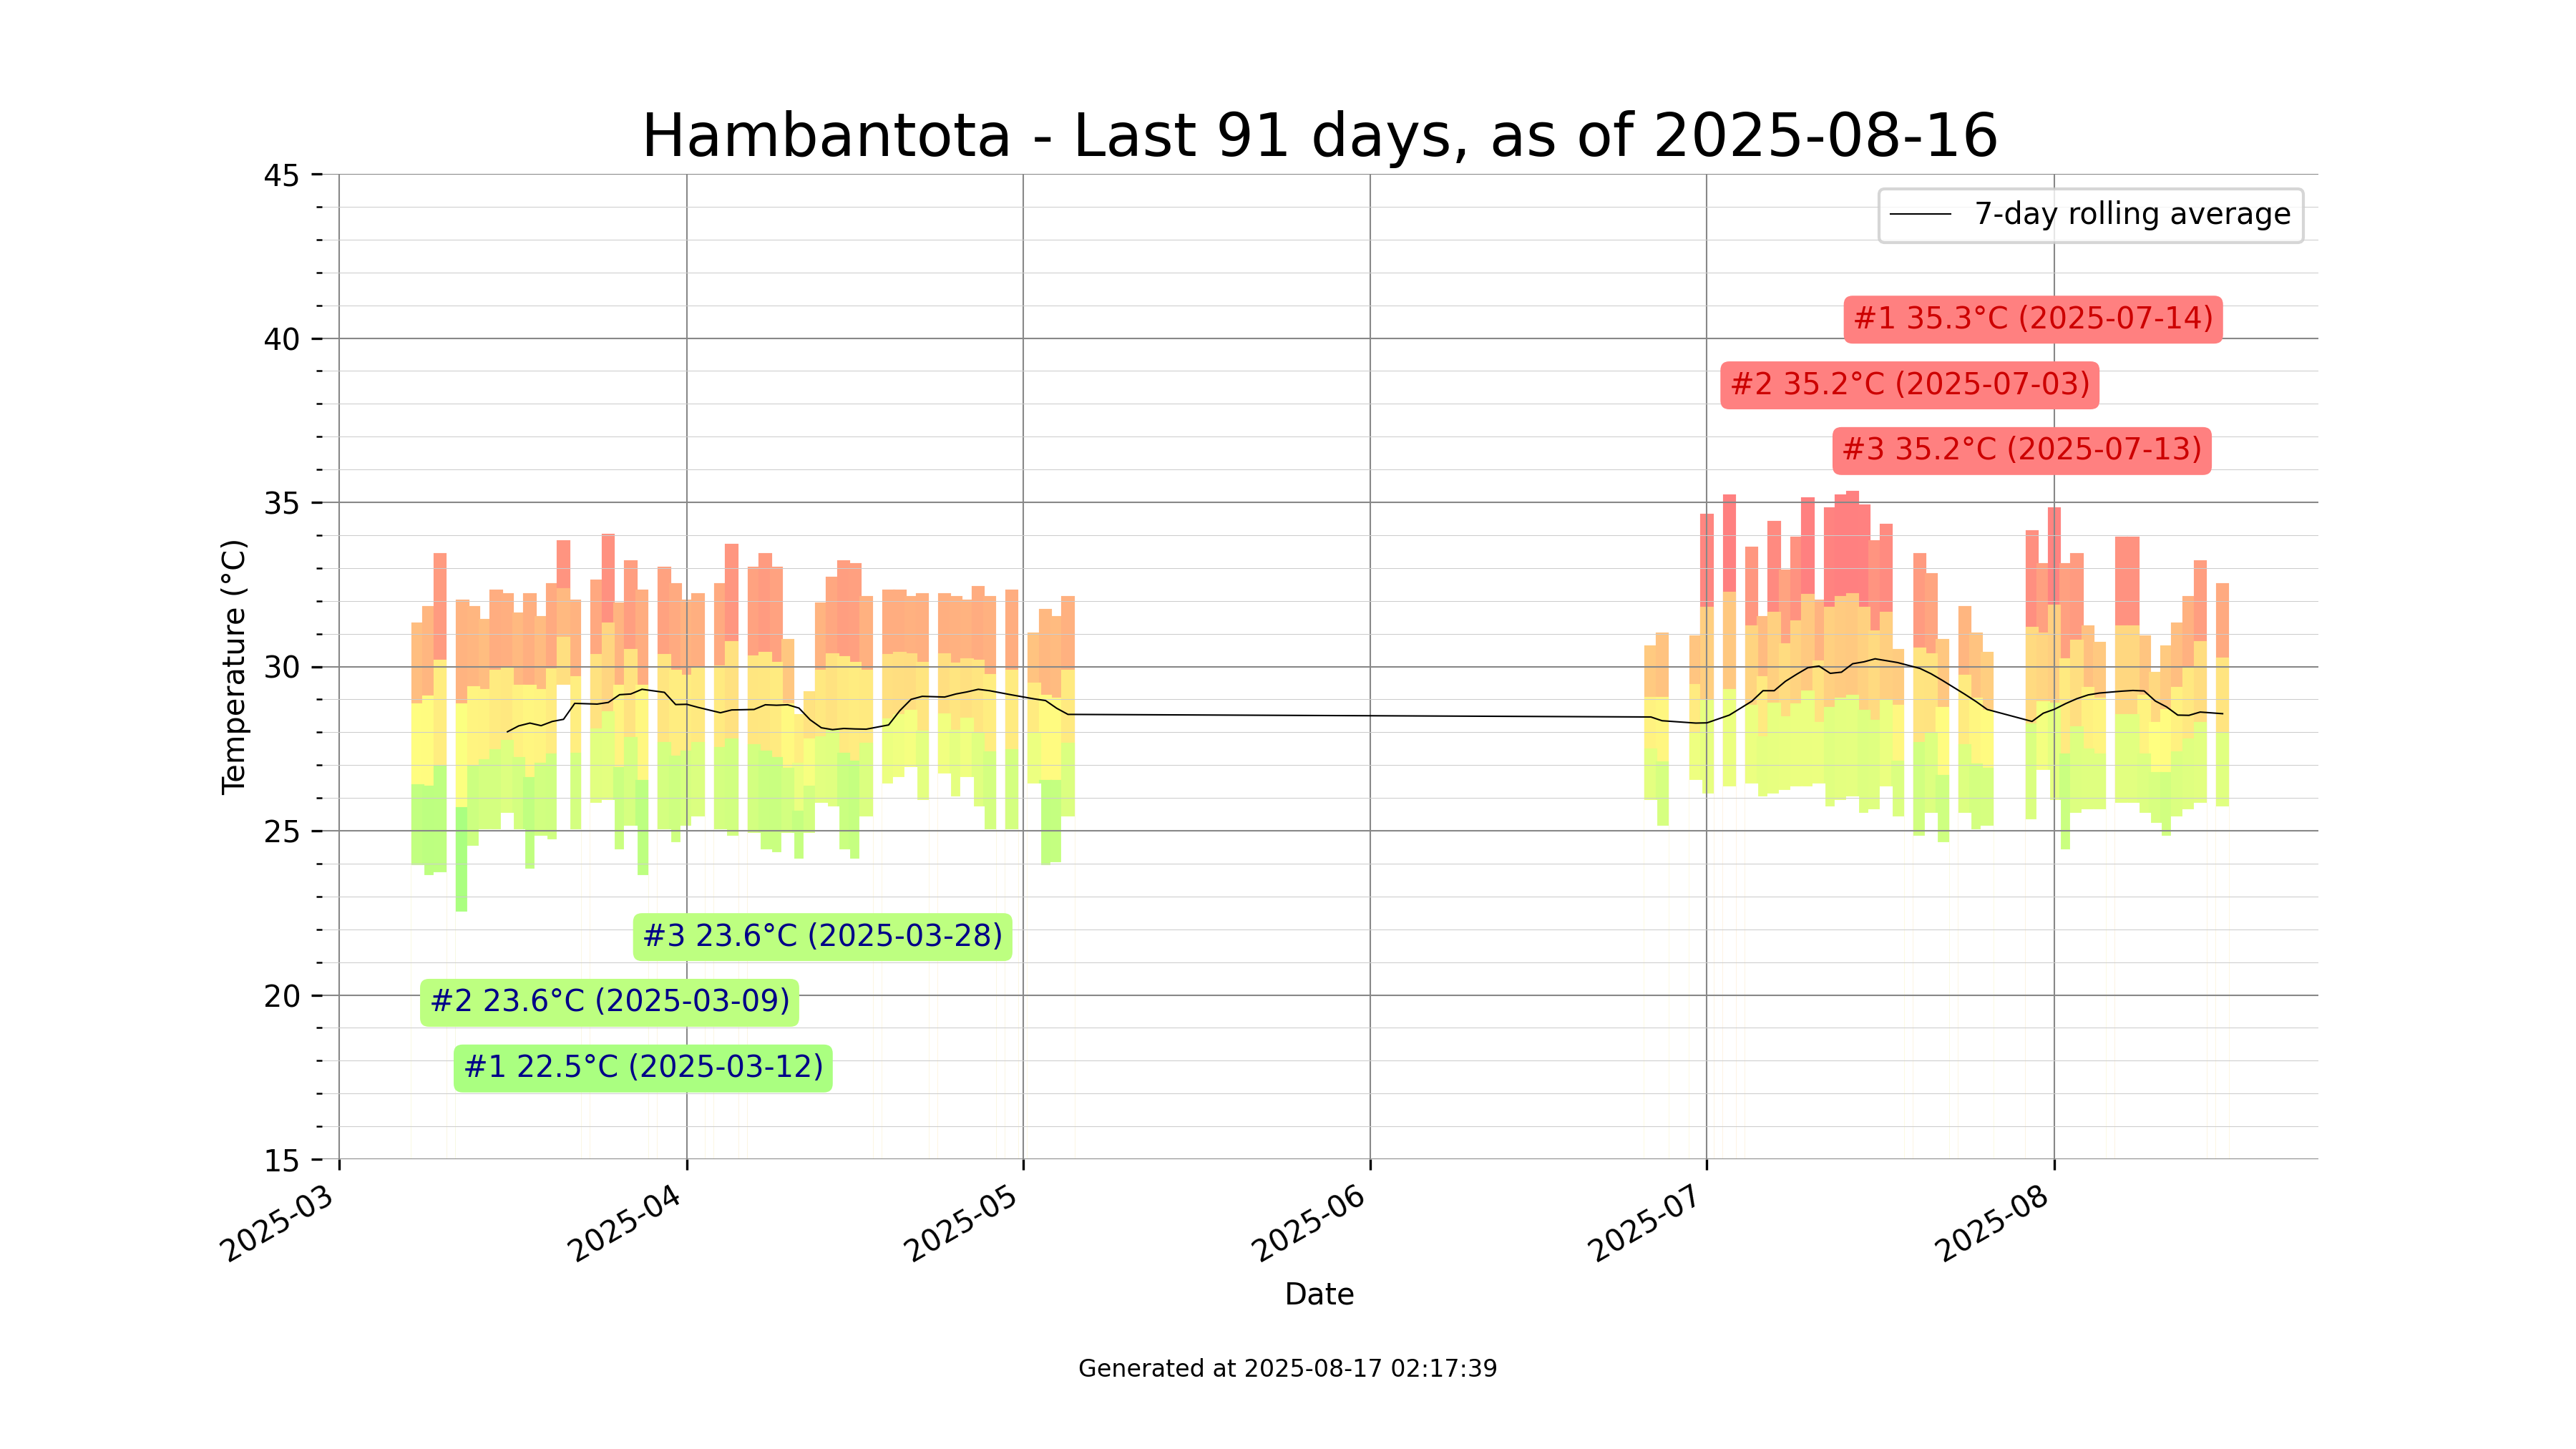 Hambantota - Last 91 days, as of 2025-08-16
45
40
35
30
25
20
15
Temperature (°C)
7-day rolling average
#1 35.3°C (2025-07-14)
#2 35.2°C (2025-07-03)
#3 35.2°C (2025-07-13)
#3 23.6°C (2025-03-28)
#2 23.6°C (2025-03-09)
#1 22.5°C (2025-03-12)
2025-03
2025-04
2025-05
2025-06
2025-07
2025-08
Date
Generated at 2025-08-17 02:17:39